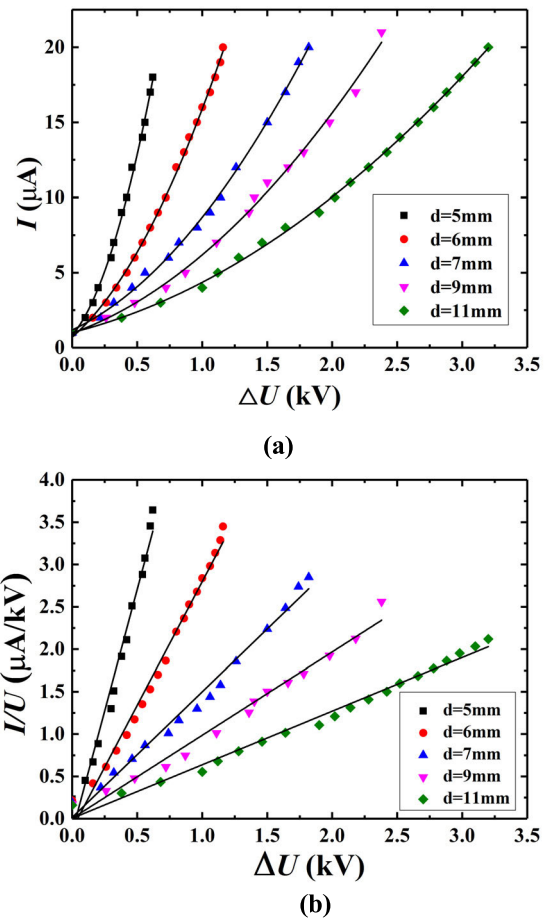 20
15
10
5
0
I (μA)
d=5mm
d=6mm
d=7mm
d=9mm
d=11mm
0.0 0.5 1.0 1.5 2.0 2.5 3.0 3.5
△U (kV)
(a)
4.0
3.5
3.0
2.5
2.0
1.5
1.0
0.5
0.0
I/U (μA/kV)
d=5mm
d=6mm
d=7mm
d=9mm
d=11mm
0.0 0.5 1.0 1.5 2.0 2.5 3.0 3.5
ΔU (kV)
(b)